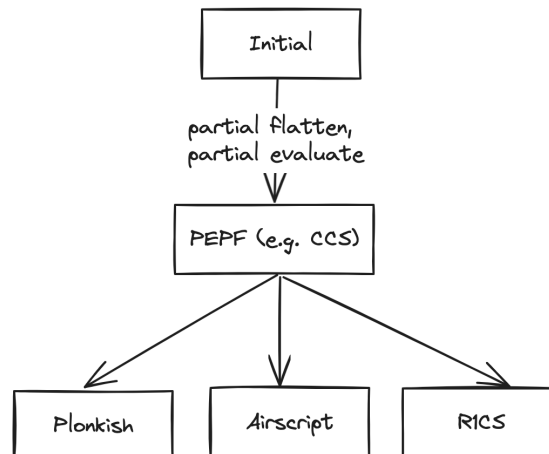 Initial
partial flatten,
partial evaluate
PEPF (e.g. CCS)
Plonkish
Airscript
R1CS